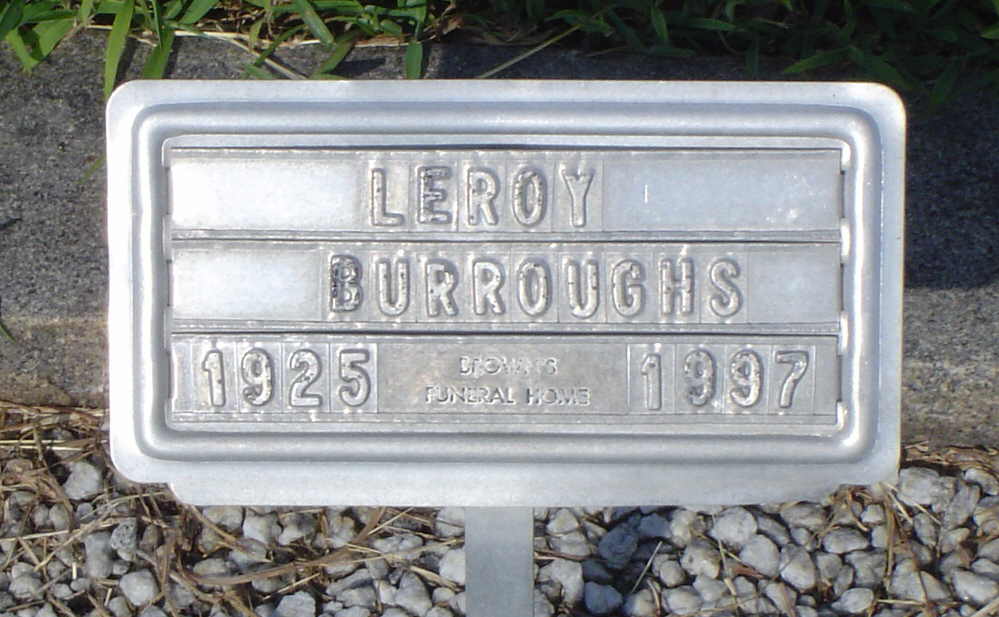 LEROY
BURROUGHS
1925 BROWN'S 1997
FUNERAL HOME